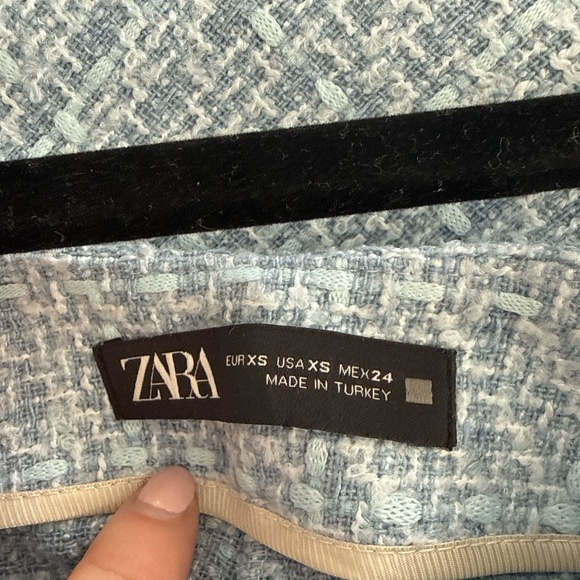 ZARA
EUR XS USA XS MEX 24
MADE IN TURKEY